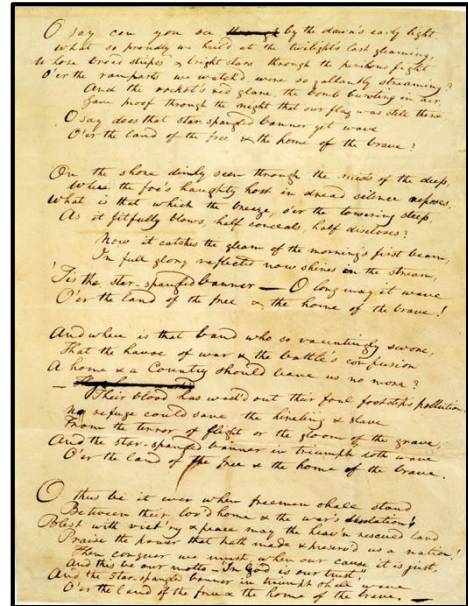 O say can you see through by the dawn's early light
What so proudly we hail'd at the twilight's last gleaming,
Whose broad stripes & bright stars through the perilous fight
O'er the ramparts we watch'd were so gallantly streaming?
And the rocket's red glare, the bomb bursting in air,
Gave proof through the night that our flag was still there
O say does that star-spangled banner yet wave
O'er the land of the free & the home of the brave?
On the shore dimly seen through the mists of the deep,
Where the foe's haughty host in dread silence reposes,
What is that which the breeze, o'er the towering steep,
As it fitfully blows, half conceals, half discloses?
Now it catches the gleam of the morning's first beam,
In full glory reflected now shines in the stream,
'Tis the star-spangled banner — O long may it wave
O'er the land of the free & the home of the brave!
And where is that band who so vauntingly swore,
That the havoc of war & the battle's confusion
A home & a Country should leave us no more?
—
Their blood has wash'd out their foul footstep's pollution
No refuge could save the hireling & slave
From the terror of flight or the gloom of the grave,
And the star-spangled banner in triumph doth wave
O'er the land of the free & the home of the brave.
O thus be it ever when freemen shall stand
Between their lov'd home & the war's desolation!
Blest with vict'ry & peace may the heav'n rescued land
Praise the power that hath made & preserv'd us a nation!
Then conquer we must, when our cause it is just,
And this be our motto - "In God is our trust,"
And the star-spangled banner in triumph shall wave
O'er the land of the free & the home of the brave. —